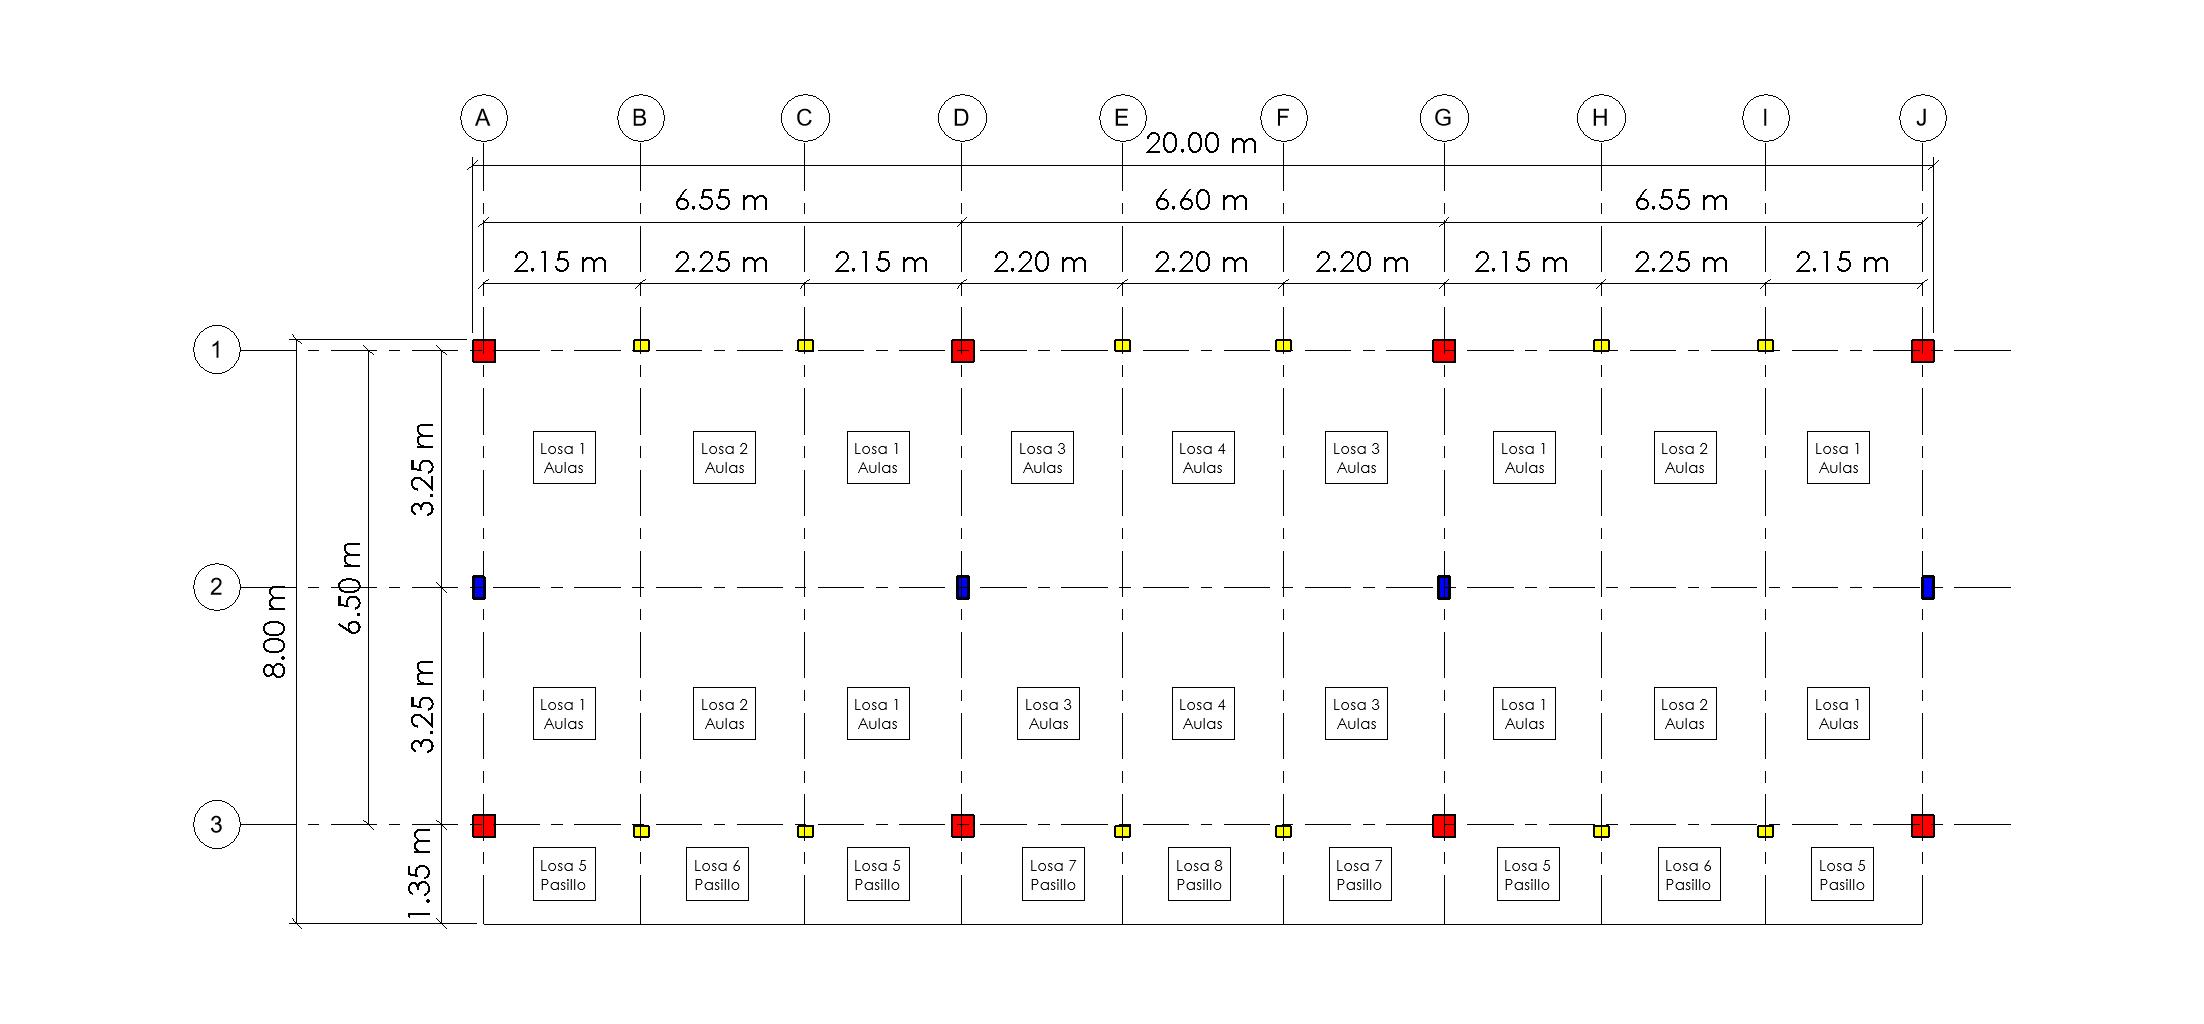 A B C D E F G H I J
20.00 m
6.55 m 6.60 m 6.55 m
2.15 m 2.25 m 2.15 m 2.20 m 2.20 m 2.20 m 2.15 m 2.25 m 2.15 m
1
3.25 m
Losa 1 Losa 2 Losa 1 Losa 3 Losa 4 Losa 3 Losa 1 Losa 2 Losa 1
Aulas Aulas Aulas Aulas Aulas Aulas Aulas Aulas Aulas
2
8.00 m
6.50 m
3.25 m
Losa 1 Losa 2 Losa 1 Losa 3 Losa 4 Losa 3 Losa 1 Losa 2 Losa 1
Aulas Aulas Aulas Aulas Aulas Aulas Aulas Aulas Aulas
3
1.35 m
Losa 5 Losa 6 Losa 5 Losa 7 Losa 8 Losa 7 Losa 5 Losa 6 Losa 5
Pasillo Pasillo Pasillo Pasillo Pasillo Pasillo Pasillo Pasillo Pasillo